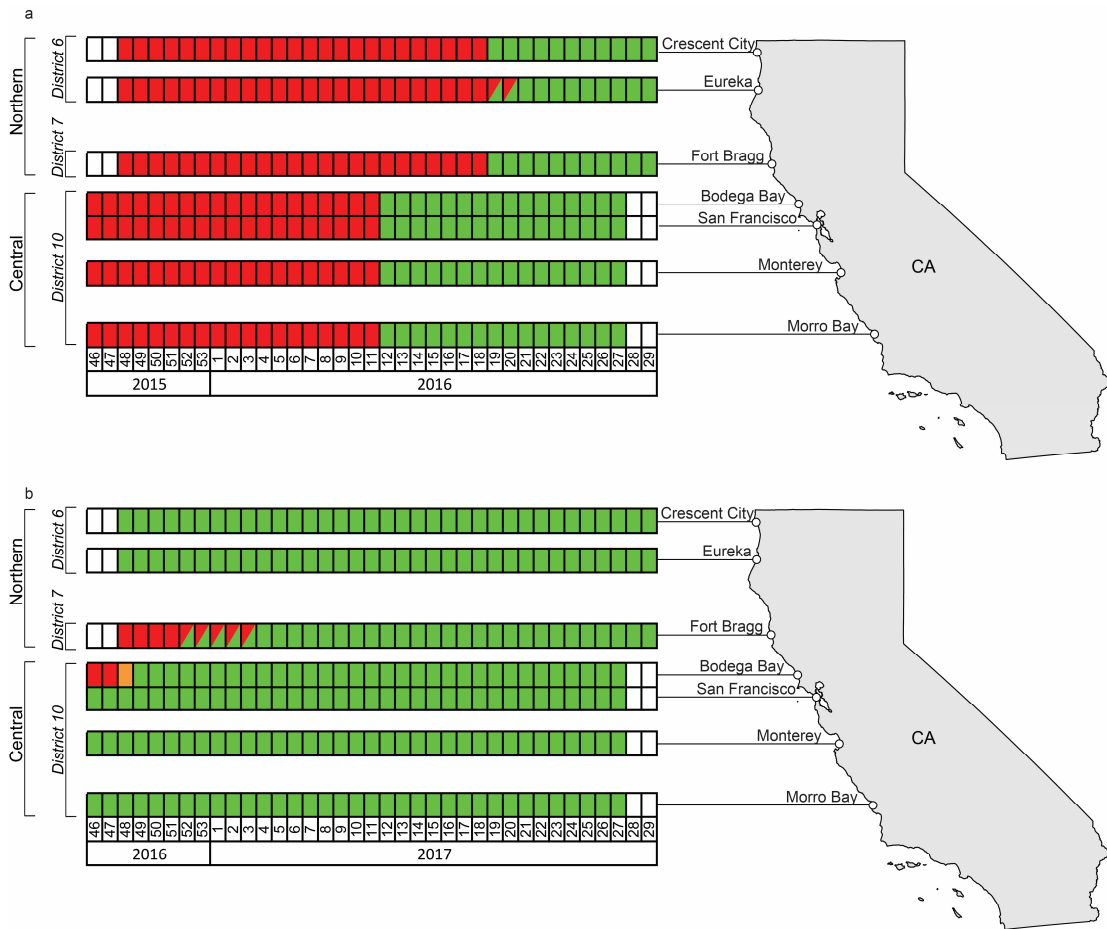 a
Northern
District 6
District 7
Central
District 10
Crescent City
Eureka
Fort Bragg
Bodega Bay
San Francisco
Monterey
Morro Bay
CA
46 47 48 49 50 51 52 53 1 2 3 4 5 6 7 8 9 10 11 12 13 14 15 16 17 18 19 20 21 22 23 24 25 26 27 28 29
2015 2016
b
Northern
District 6
District 7
Central
District 10
Crescent City
Eureka
Fort Bragg
Bodega Bay
San Francisco
Monterey
Morro Bay
CA
46 47 48 49 50 51 52 53 1 2 3 4 5 6 7 8 9 10 11 12 13 14 15 16 17 18 19 20 21 22 23 24 25 26 27 28 29
2016 2017